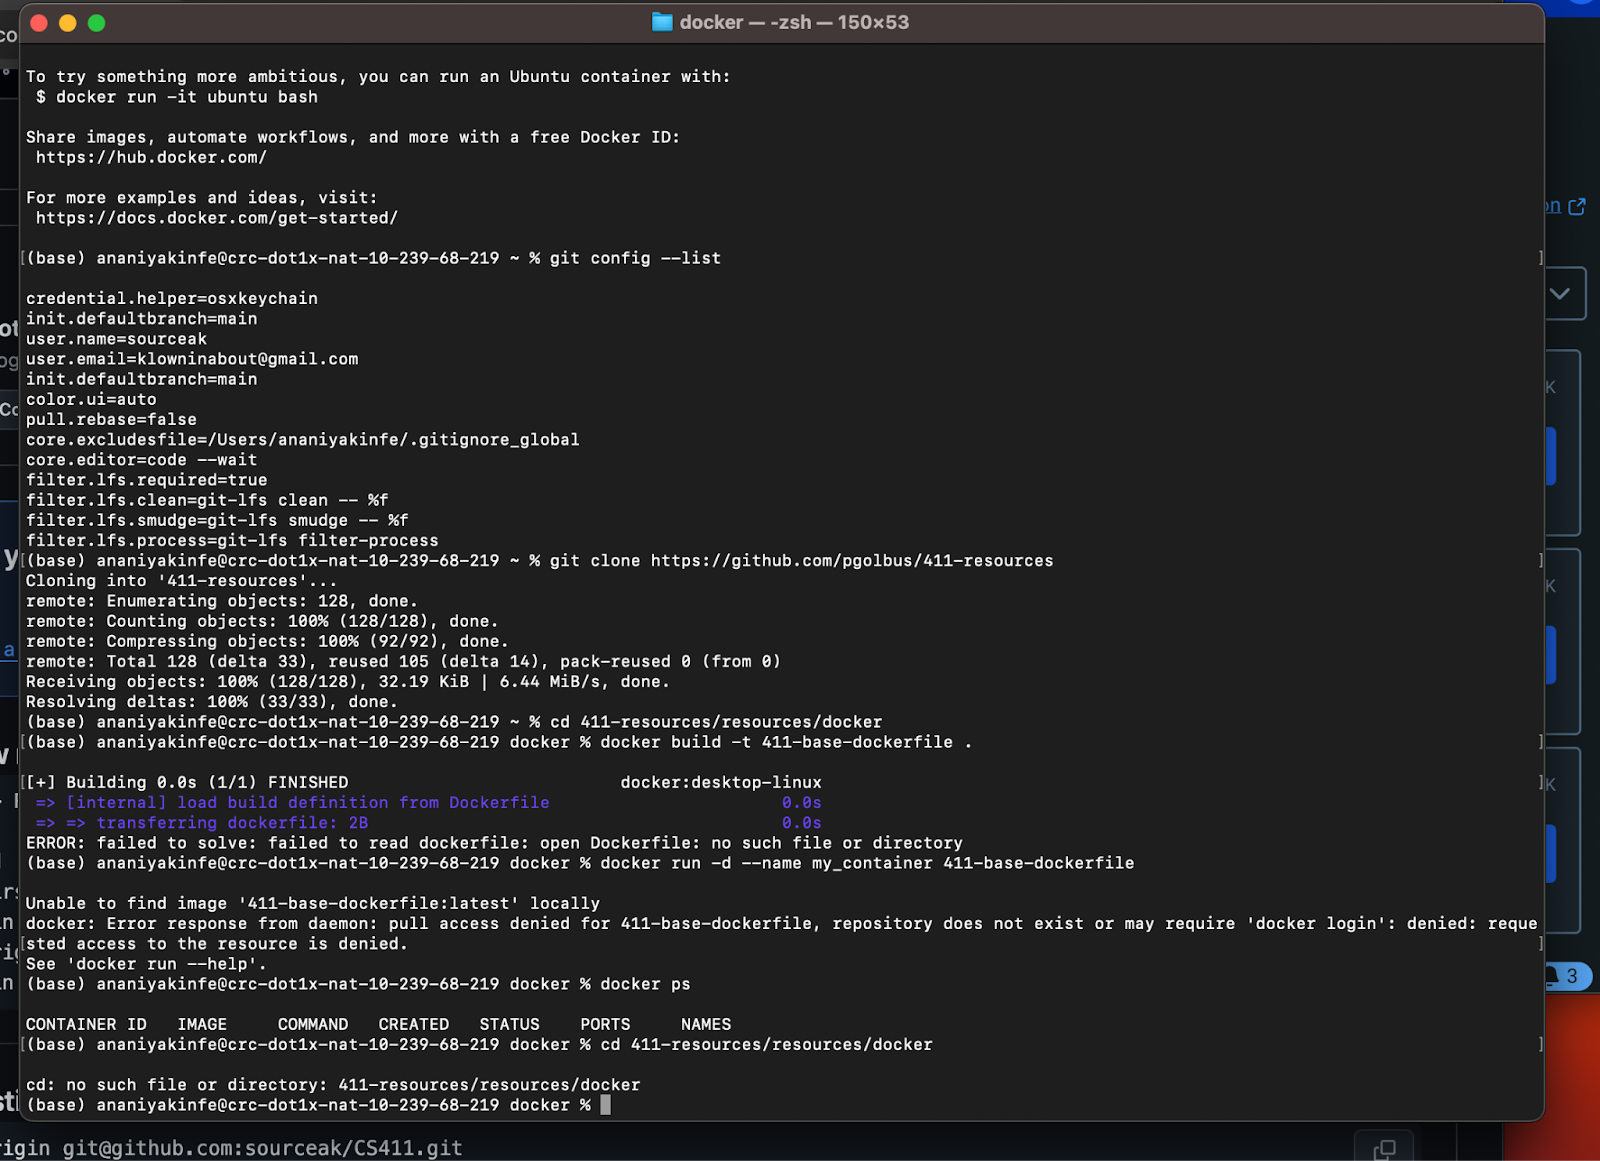 docker — -zsh — 150×53
To try something more ambitious, you can run an Ubuntu container with:
$ docker run -it ubuntu bash
Share images, automate workflows, and more with a free Docker ID:
https://hub.docker.com/
For more examples and ideas, visit:
https://docs.docker.com/get-started/
[(base) ananiyakinfe@crc-dot1x-nat-10-239-68-219 ~ % git config --list ]
credential.helper=osxkeychain
init.defaultbranch=main
user.name=sourceak
user.email=klowninabout@gmail.com
init.defaultbranch=main
color.ui=auto
pull.rebase=false
core.excludesfile=/Users/ananiyakinfe/.gitignore_global
core.editor=code --wait
filter.lfs.required=true
filter.lfs.clean=git-lfs clean -- %f
filter.lfs.smudge=git-lfs smudge -- %f
filter.lfs.process=git-lfs filter-process
[(base) ananiyakinfe@crc-dot1x-nat-10-239-68-219 ~ % git clone https://github.com/pgolbus/411-resources ]
Cloning into '411-resources'...
remote: Enumerating objects: 128, done.
remote: Counting objects: 100% (128/128), done.
remote: Compressing objects: 100% (92/92), done.
remote: Total 128 (delta 33), reused 105 (delta 14), pack-reused 0 (from 0)
Receiving objects: 100% (128/128), 32.19 KiB | 6.44 MiB/s, done.
Resolving deltas: 100% (33/33), done.
(base) ananiyakinfe@crc-dot1x-nat-10-239-68-219 ~ % cd 411-resources/resources/docker
[(base) ananiyakinfe@crc-dot1x-nat-10-239-68-219 docker % docker build -t 411-base-dockerfile . ]
[[+] Building 0.0s (1/1) FINISHED docker:desktop-linux ]
=> [internal] load build definition from Dockerfile 0.0s
=> => transferring dockerfile: 2B 0.0s
ERROR: failed to solve: failed to read dockerfile: open Dockerfile: no such file or directory
(base) ananiyakinfe@crc-dot1x-nat-10-239-68-219 docker % docker run -d --name my_container 411-base-dockerfile
Unable to find image '411-base-dockerfile:latest' locally
docker: Error response from daemon: pull access denied for 411-base-dockerfile, repository does not exist or may require 'docker login': denied: reque
[sted access to the resource is denied. ]
See 'docker run --help'.
(base) ananiyakinfe@crc-dot1x-nat-10-239-68-219 docker % docker ps
CONTAINER ID IMAGE COMMAND CREATED STATUS PORTS NAMES
[(base) ananiyakinfe@crc-dot1x-nat-10-239-68-219 docker % cd 411-resources/resources/docker ]
cd: no such file or directory: 411-resources/resources/docker
(base) ananiyakinfe@crc-dot1x-nat-10-239-68-219 docker %
3
rigin git@github.com:sourceak/CS411.git